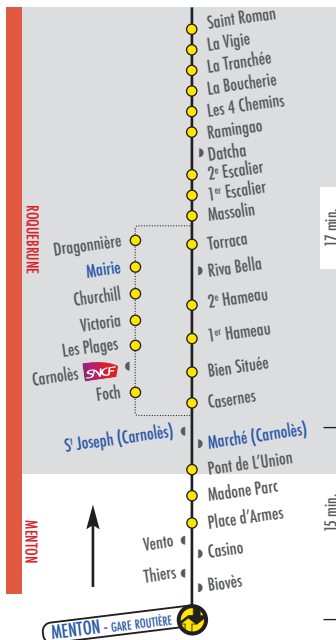 Saint Roman
La Vigie
La Tranchée
La Boucherie
Les 4 Chemins
Ramingao
Datcha
2e Escalier
1er Escalier
Massolin
Torraca
Riva Bella
2e Hameau
1er Hameau
Bien Située
Casernes
Dragonnière
Mairie
Churchill
Victoria
Les Plages
Carnolès SNCF
Foch
St Joseph (Carnolès)
Marché (Carnolès)
Pont de L'Union
Madone Parc
Place d'Armes
Vento
Casino
Thiers
Biovès
MENTON - GARE ROUTIÈRE
ROQUEBRUNE
MENTON
17 min.
15 min.